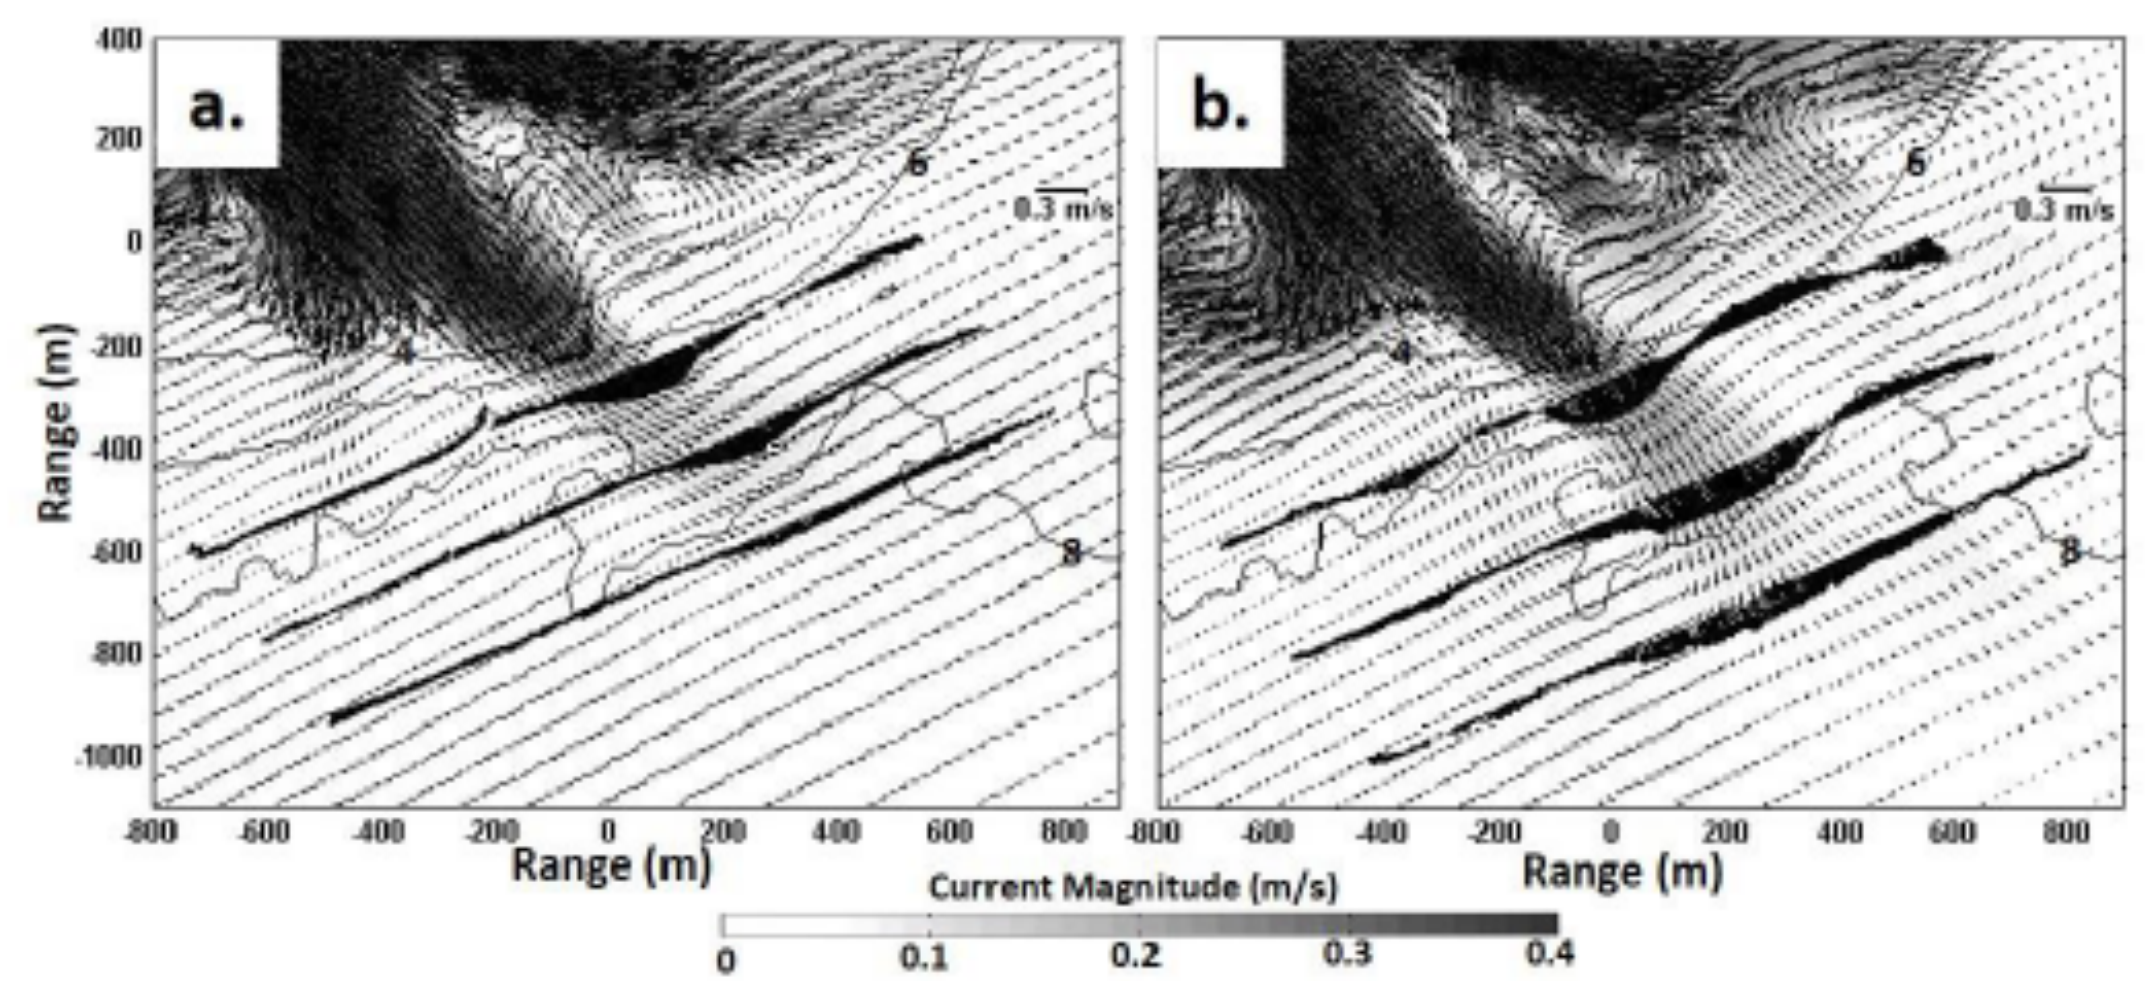 a.
b.
400
200
0
-200
-400
-600
-800
-1000
Range (m)
6
0.3 m/s
4
8
6
0.3 m/s
4
8
-800 -600 -400 -200 0 200 400 600 800
-800 -600 -400 -200 0 200 400 600 800
Range (m)
Range (m)
Current Magnitude (m/s)
0 0.1 0.2 0.3 0.4